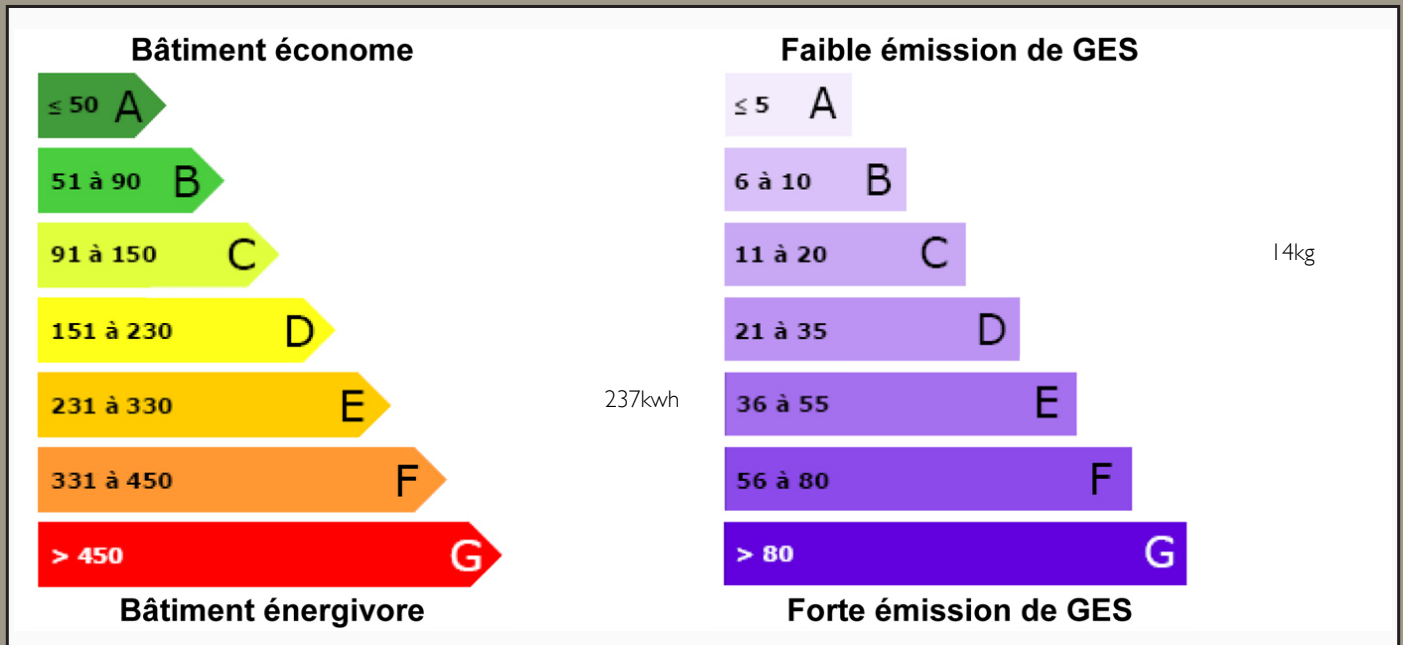 Bâtiment économe
≤ 50 A
51 à 90 B
91 à 150 C
151 à 230 D
231 à 330 E
237kwh
331 à 450 F
> 450 G
Bâtiment énergivore
Faible émission de GES
≤ 5 A
6 à 10 B
11 à 20 C
14kg
21 à 35 D
36 à 55 E
56 à 80 F
> 80 G
Forte émission de GES